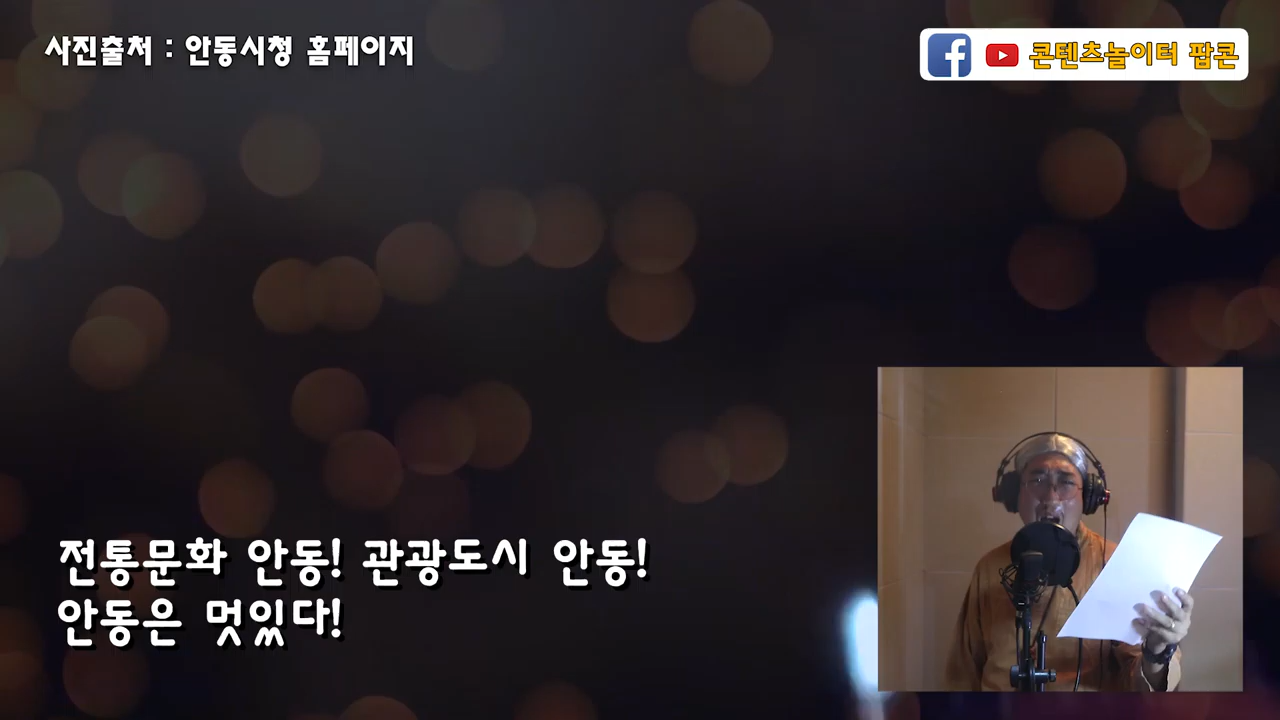 사진출처 : 안동시청 홈페이지
콘텐츠놀이터 팝콘
전통문화 안동! 관광도시 안동!
안동은 멋있다!